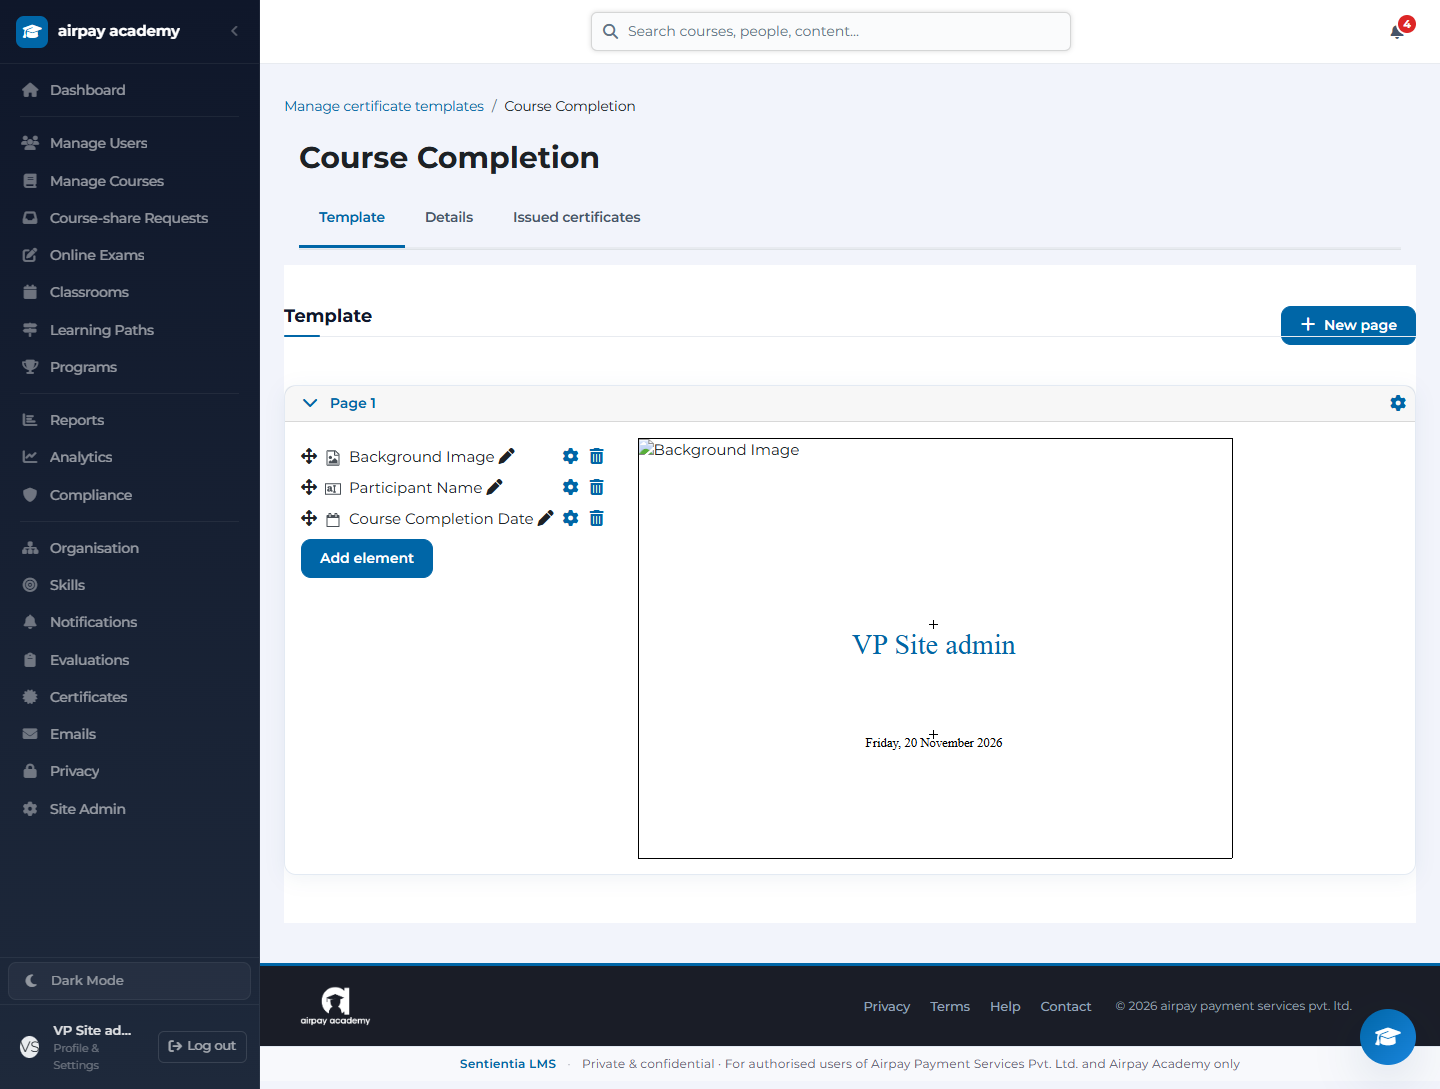 airpay academy
Search courses, people, content...
4
Dashboard
Manage Users
Manage Courses
Course-share Requests
Online Exams
Classrooms
Learning Paths
Programs
Reports
Analytics
Compliance
Organisation
Skills
Notifications
Evaluations
Certificates
Emails
Privacy
Site Admin
Dark Mode
VS
VP Site ad...
Profile &
Settings
Log out
Manage certificate templates / Course Completion
Course Completion
Template
Details
Issued certificates
Template
New page
Page 1
Background Image
Participant Name
Course Completion Date
Add element
Background Image
VP Site admin
Friday, 20 November 2026
airpay academy
Privacy
Terms
Help
Contact
© 2026 airpay payment services pvt. ltd.
Sentientia LMS · Private & confidential · For authorised users of Airpay Payment Services Pvt. Ltd. and Airpay Academy only